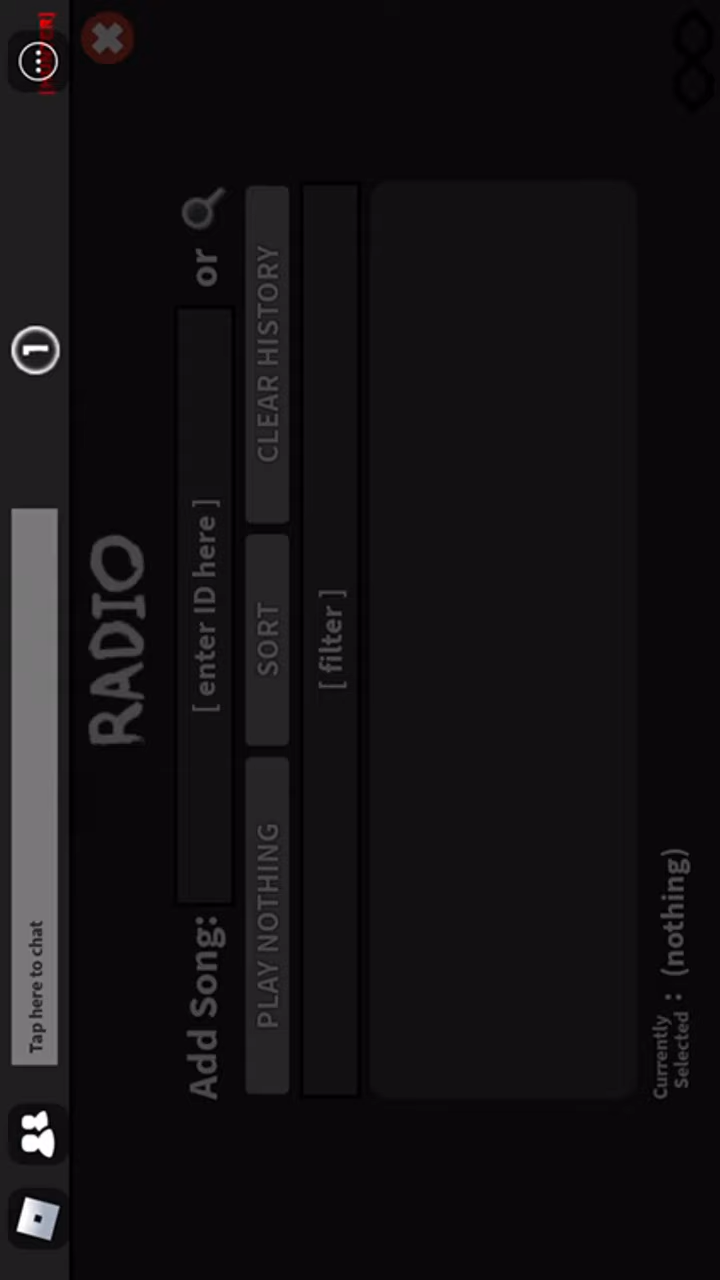 Tap here to chat
1
RADIO
Add Song: [ enter ID here ] or
PLAY NOTHING
SORT
CLEAR HISTORY
[ filter ]
Currently
Selected : (nothing)